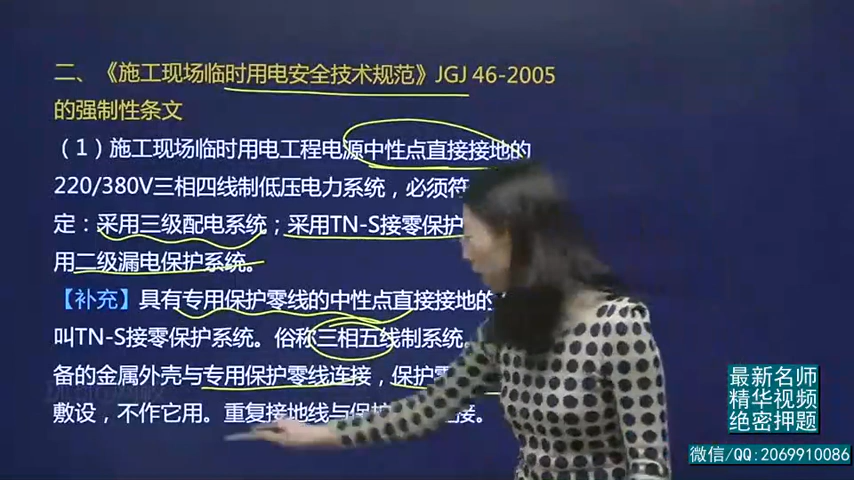 二、《施工现场临时用电安全技术规范》JGJ 46-2005
的强制性条文
（1）施工现场临时用电工程电源中性点直接接地的
220/380V三相四线制低压电力系统，必须符
定：采用三级配电系统；采用TN-S接零保护
用二级漏电保护系统。
【补充】具有专用保护零线的中性点直接接地的
叫TN-S接零保护系统。俗称三相五线制系统。
备的金属外壳与专用保护零线连接，保护零
敷设，不作它用。重复接地线与保护 接。
最新名师
精华视频
绝密押题
微信/QQ:2069910086